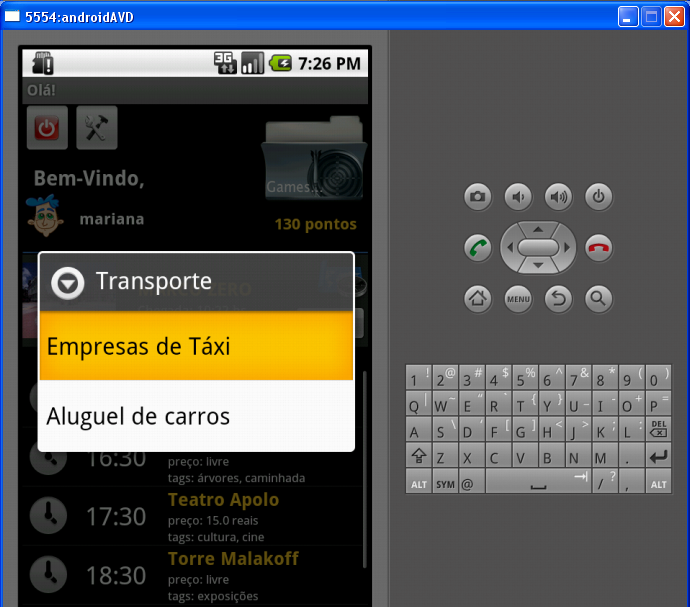 5554:androidAVD
3G 7:26 PM
Olá!
Games...
Bem-Vindo,
mariana
130 pontos
Transporte
Empresas de Táxi
Aluguel de carros
16:30
preço: livre
tags: árvores, caminhada
Teatro Apolo
17:30
preço: 15.0 reais
tags: cultura, cine
Torre Malakoff
18:30
preço: livre
tags: exposições
MENU
1 ! 2 @ 3 # 4 $ 5 % 6 ^ 7 & 8 * 9 ( 0 )
Q | W ~ E " R ` T { Y } U _ I - O + P =
A S \ D ' F [ G ] H < J > K ; L : DEL
Z X C V B N M .
ALT SYM @ / ? , ALT